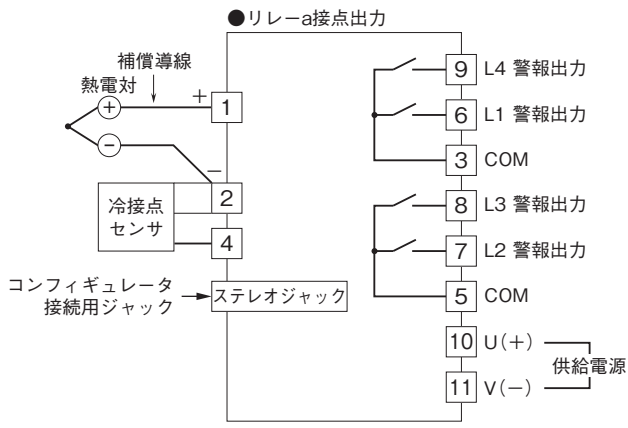 ●リレーa接点出力
補償導線
熱電対
+
+
1
−
−
2
冷接点
センサ
4
コンフィギュレータ
接続用ジャック
ステレオジャック
9 L4 警報出力
6 L1 警報出力
3 COM
8 L3 警報出力
7 L2 警報出力
5 COM
10 U(+)
供給電源
11 V(−)